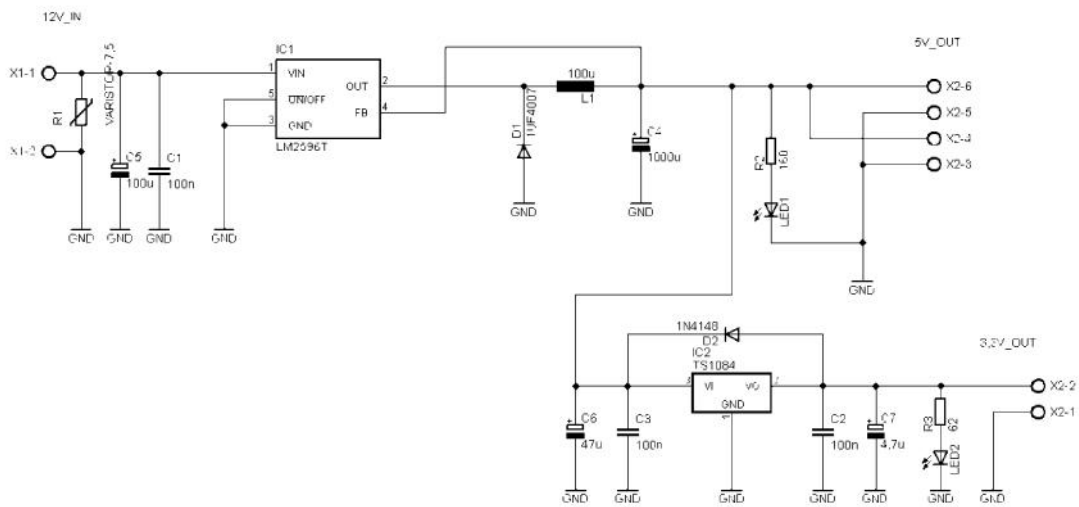 12V_IN
5V_OUT
X1-1
X1-2
R1
VARISTOR-7,5
C5
100u
C1
100n
GND
GND
GND
GND
IC1
1
VIN
5
ON/OFF
3
GND
OUT
2
FB
4
LM2596T
D1
1UF4007
GND
100u
L1
C4
1000u
GND
R2
160
LED1
GND
X2-6
X2-5
X2-4
X2-3
1N4148
D2
IC2
TS1084
VI
VO
GND
1
C6
47u
C3
100n
C2
100n
C7
4.7u
R3
62
LED2
3,3V_OUT
X2-2
X2-1
GND
GND
GND
GND
GND
GND
GND